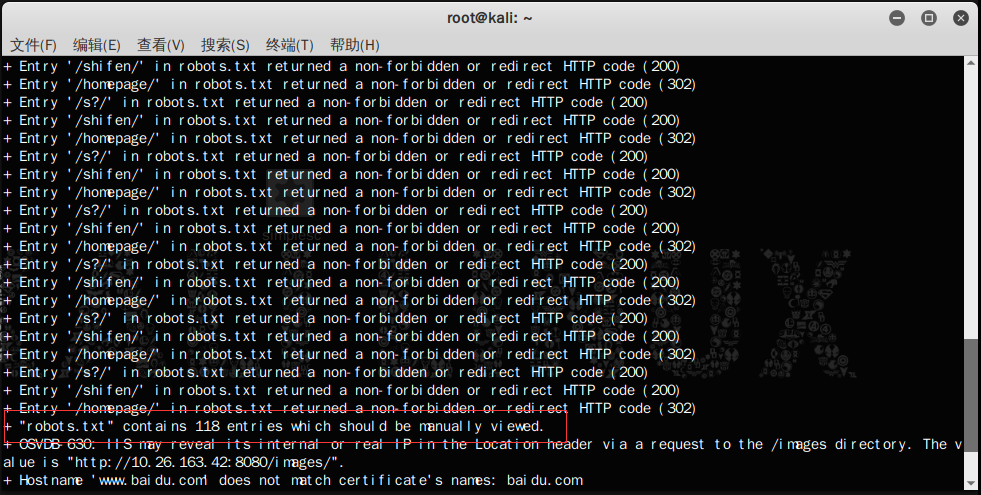 root@kali: ~
文件(F) 编辑(E) 查看(V) 搜索(S) 终端(T) 帮助(H)
+ Entry '/shifen/' in robots.txt returned a non-forbidden or redirect HTTP code (200)
+ Entry '/homepage/' in robots.txt returned a non-forbidden or redirect HTTP code (302)
+ Entry '/s?/' in robots.txt returned a non-forbidden or redirect HTTP code (200)
+ Entry '/shifen/' in robots.txt returned a non-forbidden or redirect HTTP code (200)
+ Entry '/homepage/' in robots.txt returned a non-forbidden or redirect HTTP code (302)
+ Entry '/s?/' in robots.txt returned a non-forbidden or redirect HTTP code (200)
+ Entry '/shifen/' in robots.txt returned a non-forbidden or redirect HTTP code (200)
+ Entry '/homepage/' in robots.txt returned a non-forbidden or redirect HTTP code (302)
+ Entry '/s?/' in robots.txt returned a non-forbidden or redirect HTTP code (200)
+ Entry '/shifen/' in robots.txt returned a non-forbidden or redirect HTTP code (200)
+ Entry '/homepage/' in robots.txt returned a non-forbidden or redirect HTTP code (302)
+ Entry '/s?/' in robots.txt returned a non-forbidden or redirect HTTP code (200)
+ Entry '/shifen/' in robots.txt returned a non-forbidden or redirect HTTP code (200)
+ Entry '/homepage/' in robots.txt returned a non-forbidden or redirect HTTP code (302)
+ Entry '/s?/' in robots.txt returned a non-forbidden or redirect HTTP code (200)
+ Entry '/shifen/' in robots.txt returned a non-forbidden or redirect HTTP code (200)
+ Entry '/homepage/' in robots.txt returned a non-forbidden or redirect HTTP code (302)
+ Entry '/s?/' in robots.txt returned a non-forbidden or redirect HTTP code (200)
+ Entry '/shifen/' in robots.txt returned a non-forbidden or redirect HTTP code (200)
+ Entry '/homepage/' in robots.txt returned a non-forbidden or redirect HTTP code (302)
+ "robots.txt" contains 118 entries which should be manually viewed.
+ OSVDB-630: IIS may reveal its internal or real IP in the Location header via a request to the /images directory. The v
alue is "http://10.26.163.42:8080/images/".
+ Hostname 'www.baidu.com' does not match certificate's names: baidu.com